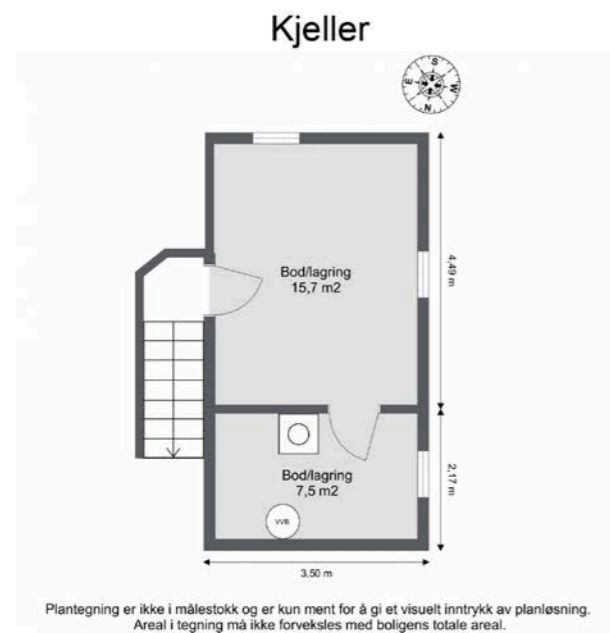 Kjeller
S
E
W
N
Bod/lagring
15,7 m2
4,49 m
Bod/lagring
7,5 m2
2,17 m
VVB
3,50 m
Plantegning er ikke i målestokk og er kun ment for å gi et visuelt inntrykk av planløsning.
Areal i tegning må ikke forveksles med boligens totale areal.